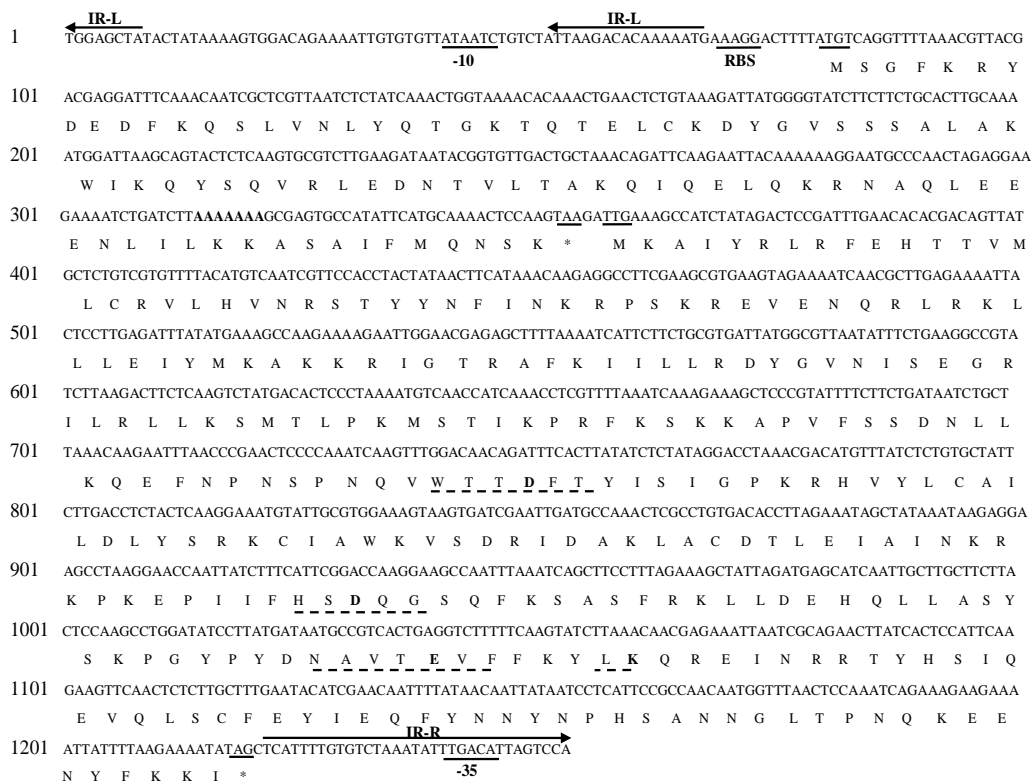 IR-L IR-L
1 TGGAGCTATACTATAAAAGTGGACAGAAAATTGTGTGTTATAATCTGTCTATTAAGACACAAAAATGAAAGGACTTTTATGTCAGGTTTTAAACGTTACG
-10 RBS M S G F K R Y
101 ACGAGGATTTCAAACAATCGCTCGTTAATCTCTATCAAACTGGTAAAACACAAACTGAACTCTGTAAAGATTATGGGGTATCTTCTTCTGCACTTGCAAA
D E D F K Q S L V N L Y Q T G K T Q T E L C K D Y G V S S S A L A K
201 ATGGATTAAGCAGTACTCTCAAGTGCGTCTTGAAGATAATACGGTGTTGACTGCTAAACAGATTCAAGAATTACAAAAAAGGAATGCCCAACTAGAGGAA
W I K Q Y S Q V R L E D N T V L T A K Q I Q E L Q K R N A Q L E E
301 GAAAATCTGATCTTAAAAAAAGCGAGTGCCATATTCATGCAAAACTCCAAGTAAGATTGAAAGCCATCTATAGACTCCGATTTGAACACACGACAGTTAT
E N L I L K K A S A I F M Q N S K * M K A I Y R L R F E H T T V M
401 GCTCTGTCGTGTTTTACATGTCAATCGTTCCACCTACTATAACTTCATAAACAAGAGGCCTTCGAAGCGTGAAGTAGAAAATCAACGCTTGAGAAAATTA
L C R V L H V N R S T Y Y N F I N K R P S K R E V E N Q R L R K L
501 CTCCTTGAGATTTATATGAAAGCCAAGAAAAGAATTGGAACGAGAGCTTTTAAAATCATTCTTCTGCGTGATTATGGCGTTAATATTTCTGAAGGCCGTA
L L E I Y M K A K K R I G T R A F K I I L L R D Y G V N I S E G R
601 TCTTAAGACTTCTCAAGTCTATGACACTCCCTAAAATGTCAACCATCAAACCTCGTTTTAAATCAAAGAAAGCTCCCGTATTTTCTTCTGATAATCTGCT
I L R L L K S M T L P K M S T I K P R F K S K K A P V F S S D N L L
701 TAAACAAGAATTTAACCCGAACTCCCCAAATCAAGTTTGGACAACAGATTTCACTTATATCTCTATAGGACCTAAACGACATGTTTATCTCTGTGCTATT
K Q E F N P N S P N Q V W T T D F T Y I S I G P K R H V Y L C A I
801 CTTGACCTCTACTCAAGGAAATGTATTGCGTGGAAAGTAAGTGATCGAATTGATGCCAAACTCGCCTGTGACACCTTAGAAATAGCTATAAATAAGAGGA
L D L Y S R K C I A W K V S D R I D A K L A C D T L E I A I N K R
901 AGCCTAAGGAACCAATTATCTTTCATTCGGACCAAGGAAGCCAATTTAAATCAGCTTCCTTTAGAAAGCTATTAGATGAGCATCAATTGCTTGCTTCTTA
K P K E P I I F H S D Q G S Q F K S A S F R K L L D E H Q L L A S Y
1001 CTCCAAGCCTGGATATCCTTATGATAATGCCGTCACTGAGGTCTTTTTCAAGTATCTTAAACAACGAGAAATTAATCGCAGAACTTATCACTCCATTCAA
S K P G Y P Y D N A V T E V F F K Y L K Q R E I N R R T Y H S I Q
1101 GAAGTTCAACTCTCTTGCTTTGAATACATCGAACAATTTTATAACAATTATAATCCTCATTCCGCCAACAATGGTTTAACTCCAAATCAGAAAGAAGAAA
E V Q L S C F E Y I E Q F Y N N Y N P H S A N N G L T P N Q K E E
IR-R
1201 ATTATTTTAAGAAAATATAGCTCATTTTGTGTCTAAATATTTGACATTAGTCCA
N Y F K K I * -35